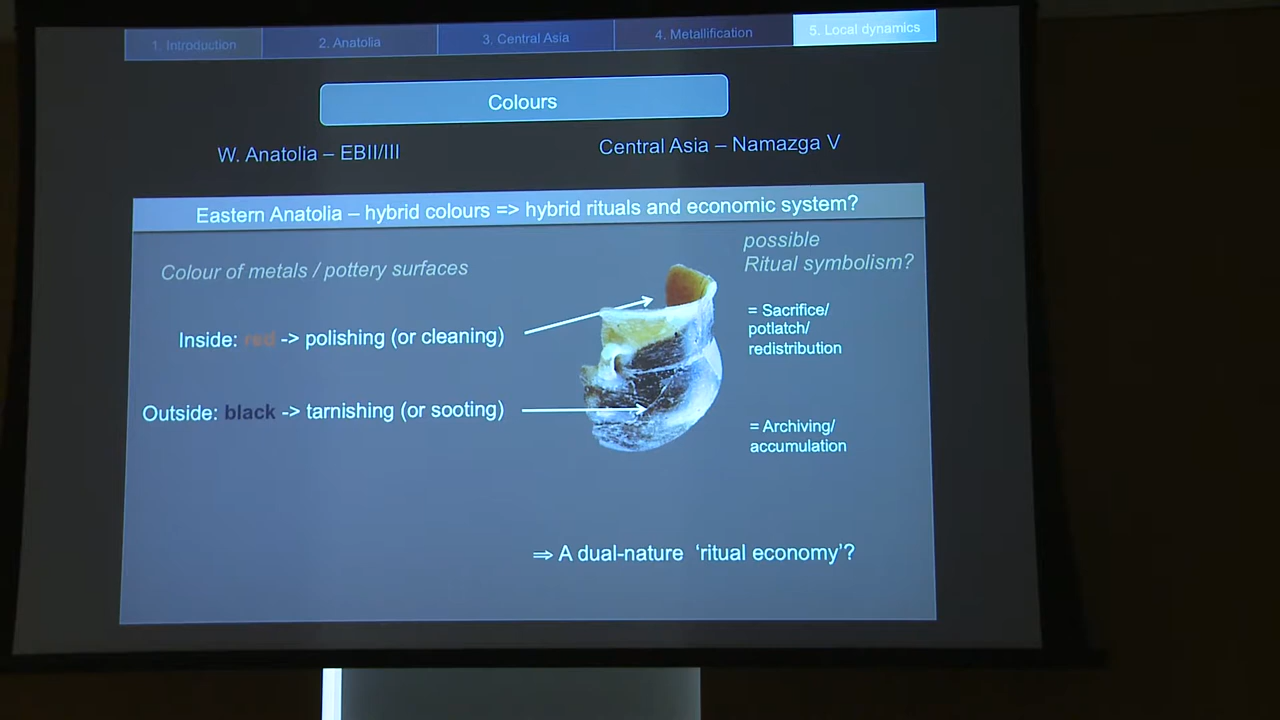 1. Introduction
2. Anatolia
3. Central Asia
4. Metallification
5. Local dynamics
Colours
W. Anatolia – EBII/III
Central Asia – Namazga V
Eastern Anatolia – hybrid colours => hybrid rituals and economic system?
Colour of metals / pottery surfaces
possible
Ritual symbolism?
Inside: red -> polishing (or cleaning)
= Sacrifice/
potlatch/
redistribution
Outside: black -> tarnishing (or sooting)
= Archiving/
accumulation
⇒ A dual-nature ‘ritual economy’?